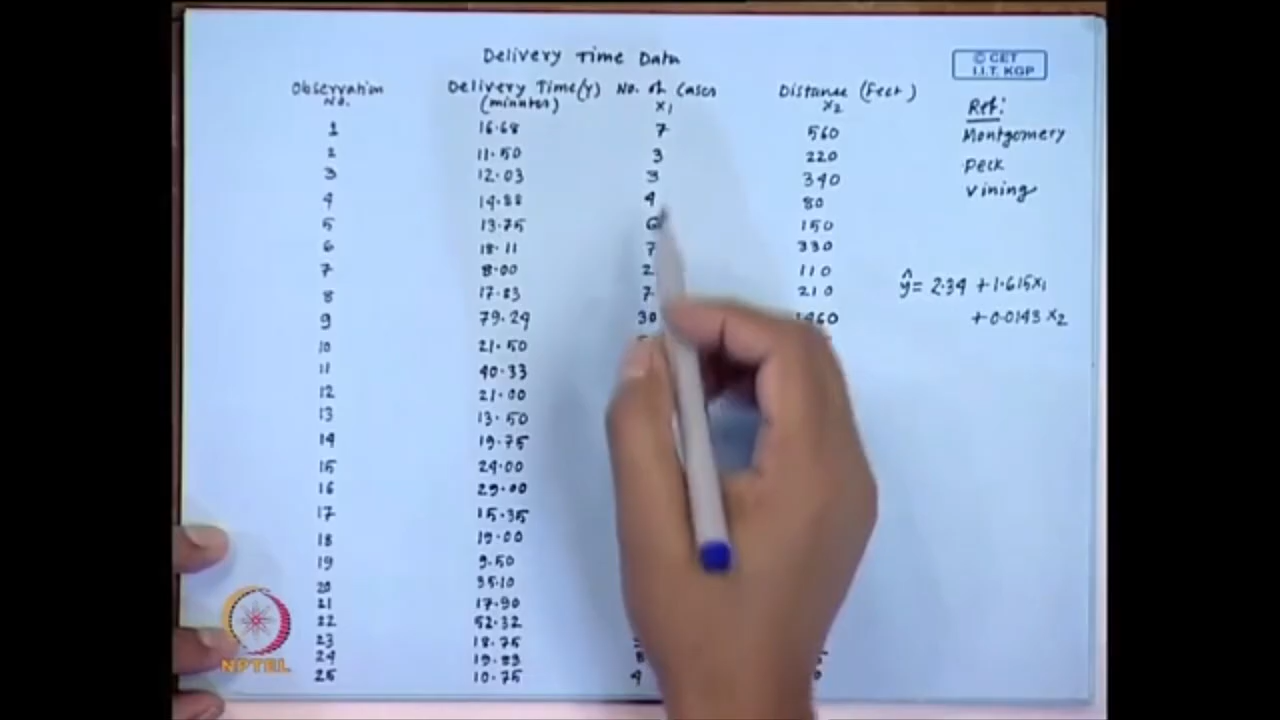 Delivery Time Data
© CET
I.I.T. KGP
Observation No. Delivery Time(Y) (minutes) No. of Cases X1 Distance (Feet) X2
Ref:
Montgomery
Peck
Vining
1 16.68 7 560
2 11.50 3 220
3 12.03 3 340
4 14.88 4 80
5 13.75 6 150
6 18.11 7 330
7 8.00 2 110
8 17.83 7 210
9 79.24 30 1460
ŷ = 2.34 + 1.615x1
+ 0.0143 x2
10 21.50
11 40.33
12 21.00
13 13.50
14 19.75
15 24.00
16 29.00
17 15.35
18 19.00
19 9.50
20 35.10
21 17.90
22 52.32
23 18.75
24 19.83 8
25 10.75 4
NPTEL